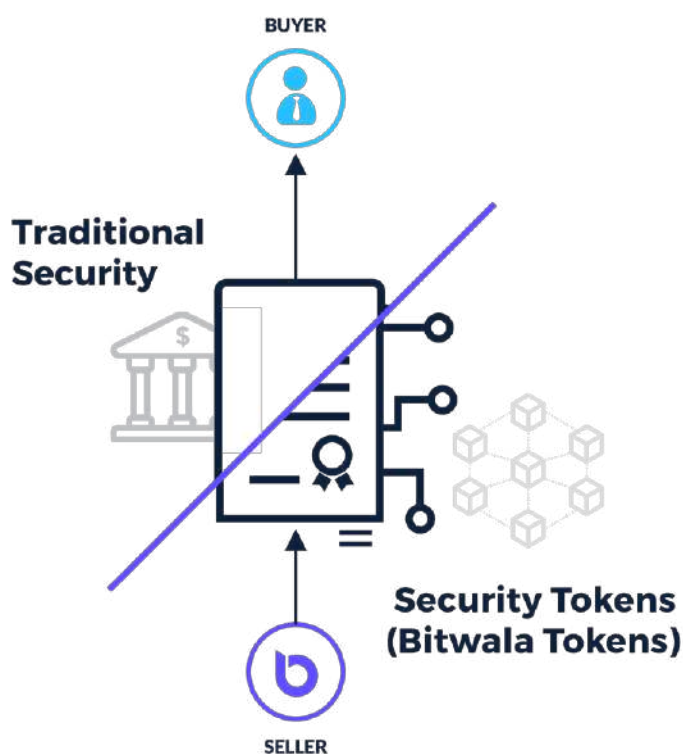 BUYER
Traditional
Security
$
Security Tokens
(Bitwala Tokens)
b
SELLER